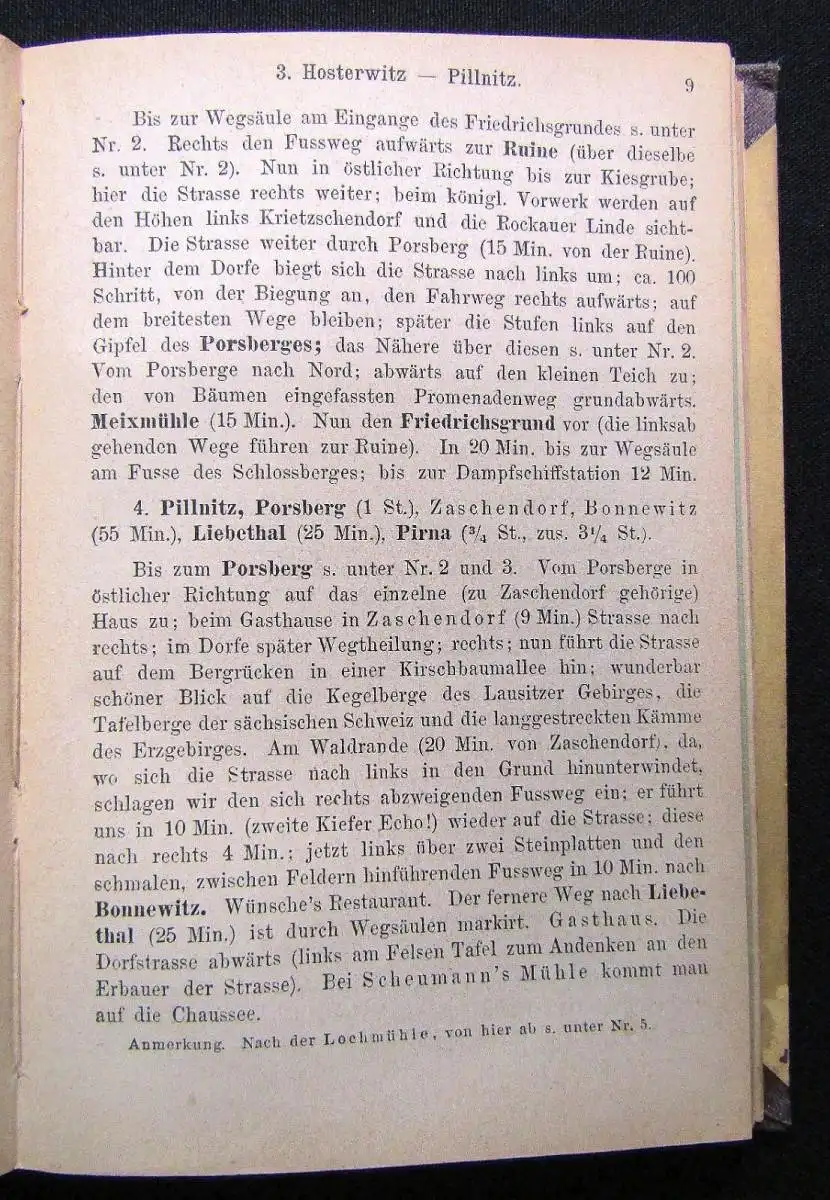 3. Hosterwitz — Pillnitz.
9
Bis zur Wegsäule am Eingange des Friedrichsgrundes s. unter
Nr. 2. Rechts den Fussweg aufwärts zur Ruine (über dieselbe
s. unter Nr. 2). Nun in östlicher Richtung bis zur Kiesgrube;
hier die Strasse rechts weiter; beim königl. Vorwerk werden auf
den Höhen links Krietzschendorf und die Rockauer Linde sicht-
bar. Die Strasse weiter durch Porsberg (15 Min. von der Ruine).
Hinter dem Dorfe biegt sich die Strasse nach links um; ca. 100
Schritt, von der Biegung an, den Fahrweg rechts aufwärts; auf
dem breitesten Wege bleiben; später die Stufen links auf den
Gipfel des Porsberges; das Nähere über diesen s. unter Nr. 2.
Vom Porsberge nach Nord; abwärts auf den kleinen Teich zu;
den von Bäumen eingefassten Promenadenweg grundabwärts.
Meixmühle (15 Min.). Nun den Friedrichsgrund vor (die linksab
gehenden Wege führen zur Ruine). In 20 Min. bis zur Wegsäule
am Fusse des Schlossberges; bis zur Dampfschiffstation 12 Min.
4. Pillnitz, Porsberg (1 St.), Zaschendorf, Bonnewitz
(55 Min.), Liebethal (25 Min.), Pirna (3/4 St., zus. 3 1/4 St.).
Bis zum Porsberg s. unter Nr. 2 und 3. Vom Porsberge in
östlicher Richtung auf das einzelne (zu Zaschendorf gehörige)
Haus zu; beim Gasthause in Zaschendorf (9 Min.) Strasse nach
rechts; im Dorfe später Wegtheilung; rechts; nun führt die Strasse
auf dem Bergrücken in einer Kirschbaumallee hin; wunderbar
schöner Blick auf die Kegelberge des Lausitzer Gebirges, die
Tafelberge der sächsischen Schweiz und die langgestreckten Kämme
des Erzgebirges. Am Waldrande (20 Min. von Zaschendorf), da,
wo sich die Strasse nach links in den Grund hinunterwindet,
schlagen wir den sich rechts abzweigenden Fussweg ein; er führt
uns in 10 Min. (zweite Kiefer Echo!) wieder auf die Strasse; diese
nach rechts 4 Min.; jetzt links über zwei Steinplatten und den
schmalen, zwischen Feldern hinführenden Fussweg in 10 Min. nach
Bonnewitz. Wünsche's Restaurant. Der fernere Weg nach Liebe-
thal (25 Min.) ist durch Wegsäulen markirt. Gasthaus. Die
Dorfstrasse abwärts (links am Felsen Tafel zum Andenken an den
Erbauer der Strasse). Bei Scheumann's Mühle kommt man
auf die Chaussee.
Anmerkung. Nach der Lochmühle, von hier ab s. unter Nr. 5.